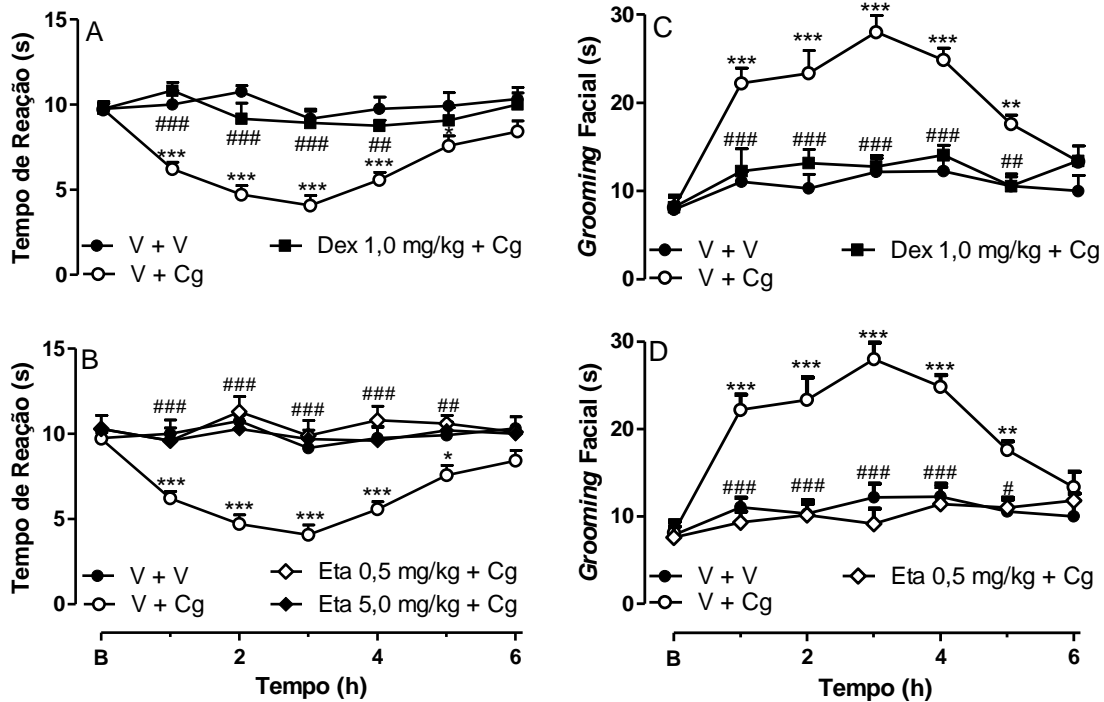 A
Tempo de Reação (s)
15
10
5
0
###
###
###
##
***
***
***
***
*
V + V
V + Cg
Dex 1,0 mg/kg + Cg
C
Grooming Facial (s)
30
20
10
0
***
***
***
***
**
###
###
###
###
##
V + V
V + Cg
Dex 1,0 mg/kg + Cg
B
Tempo de Reação (s)
15
10
5
0
###
###
###
###
##
***
***
***
***
*
V + V
V + Cg
Eta 0,5 mg/kg + Cg
Eta 5,0 mg/kg + Cg
B 2 4 6
Tempo (h)
D
Grooming Facial (s)
30
20
10
0
***
***
***
***
**
###
###
###
###
#
V + V
V + Cg
Eta 0,5 mg/kg + Cg
B 2 4 6
Tempo (h)